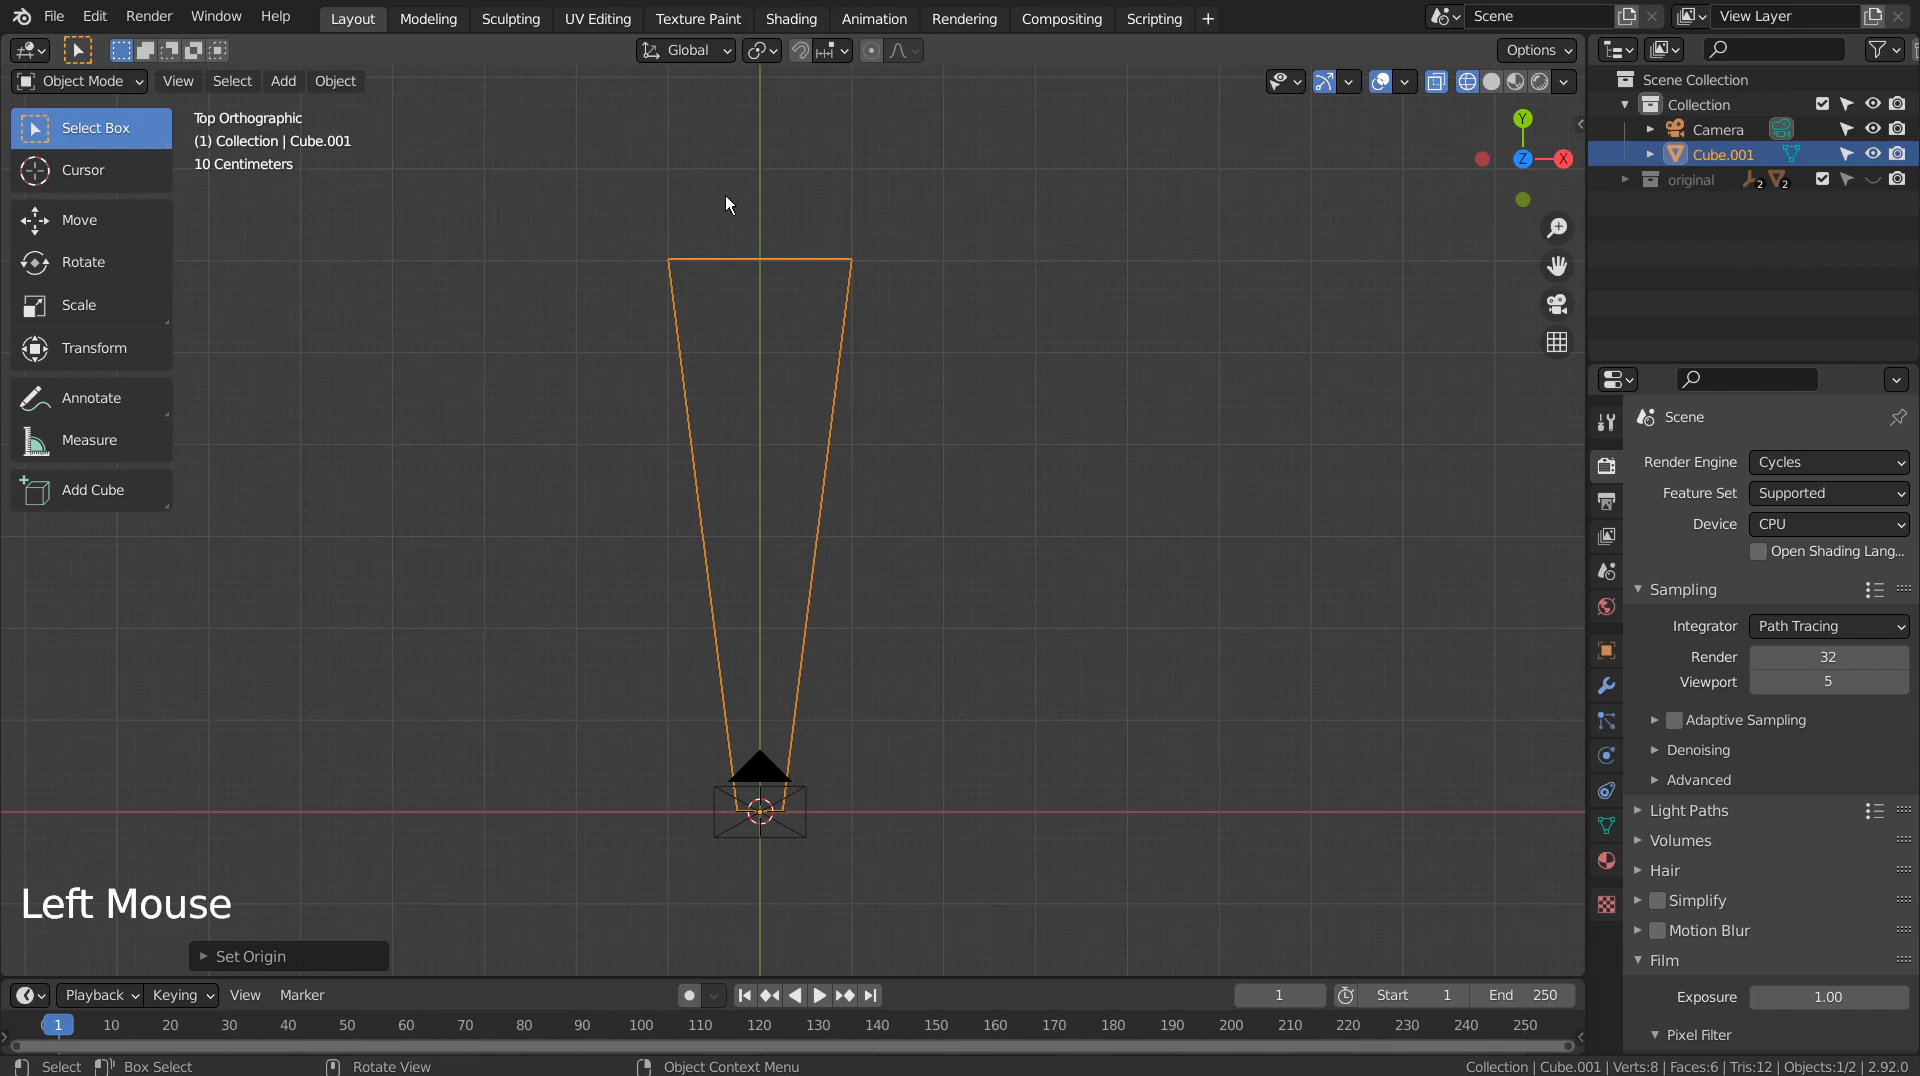 File Edit Render Window Help
Layout Modeling Sculpting UV Editing Texture Paint Shading Animation Rendering Compositing Scripting +
Scene
View Layer
Global
Options
Object Mode View Select Add Object
Select Box
Cursor
Move
Rotate
Scale
Transform
Annotate
Measure
Add Cube
Top Orthographic
(1) Collection | Cube.001
10 Centimeters
Y
Z
X
Scene Collection
Collection
Camera
Cube.001
original 2 2
Scene
Render Engine Cycles
Feature Set Supported
Device CPU
Open Shading Lang...
Sampling
Integrator Path Tracing
Render 32
Viewport 5
Adaptive Sampling
Denoising
Advanced
Light Paths
Volumes
Hair
Simplify
Motion Blur
Film
Exposure 1.00
Pixel Filter
Left Mouse
Set Origin
Playback Keying View Marker
1
Start 1
End 250
1 10 20 30 40 50 60 70 80 90 100 110 120 130 140 150 160 170 180 190 200 210 220 230 240 250
Select Box Select Rotate View Object Context Menu
Collection | Cube.001 | Verts:8 | Faces:6 | Tris:12 | Objects:1/2 | 2.92.0